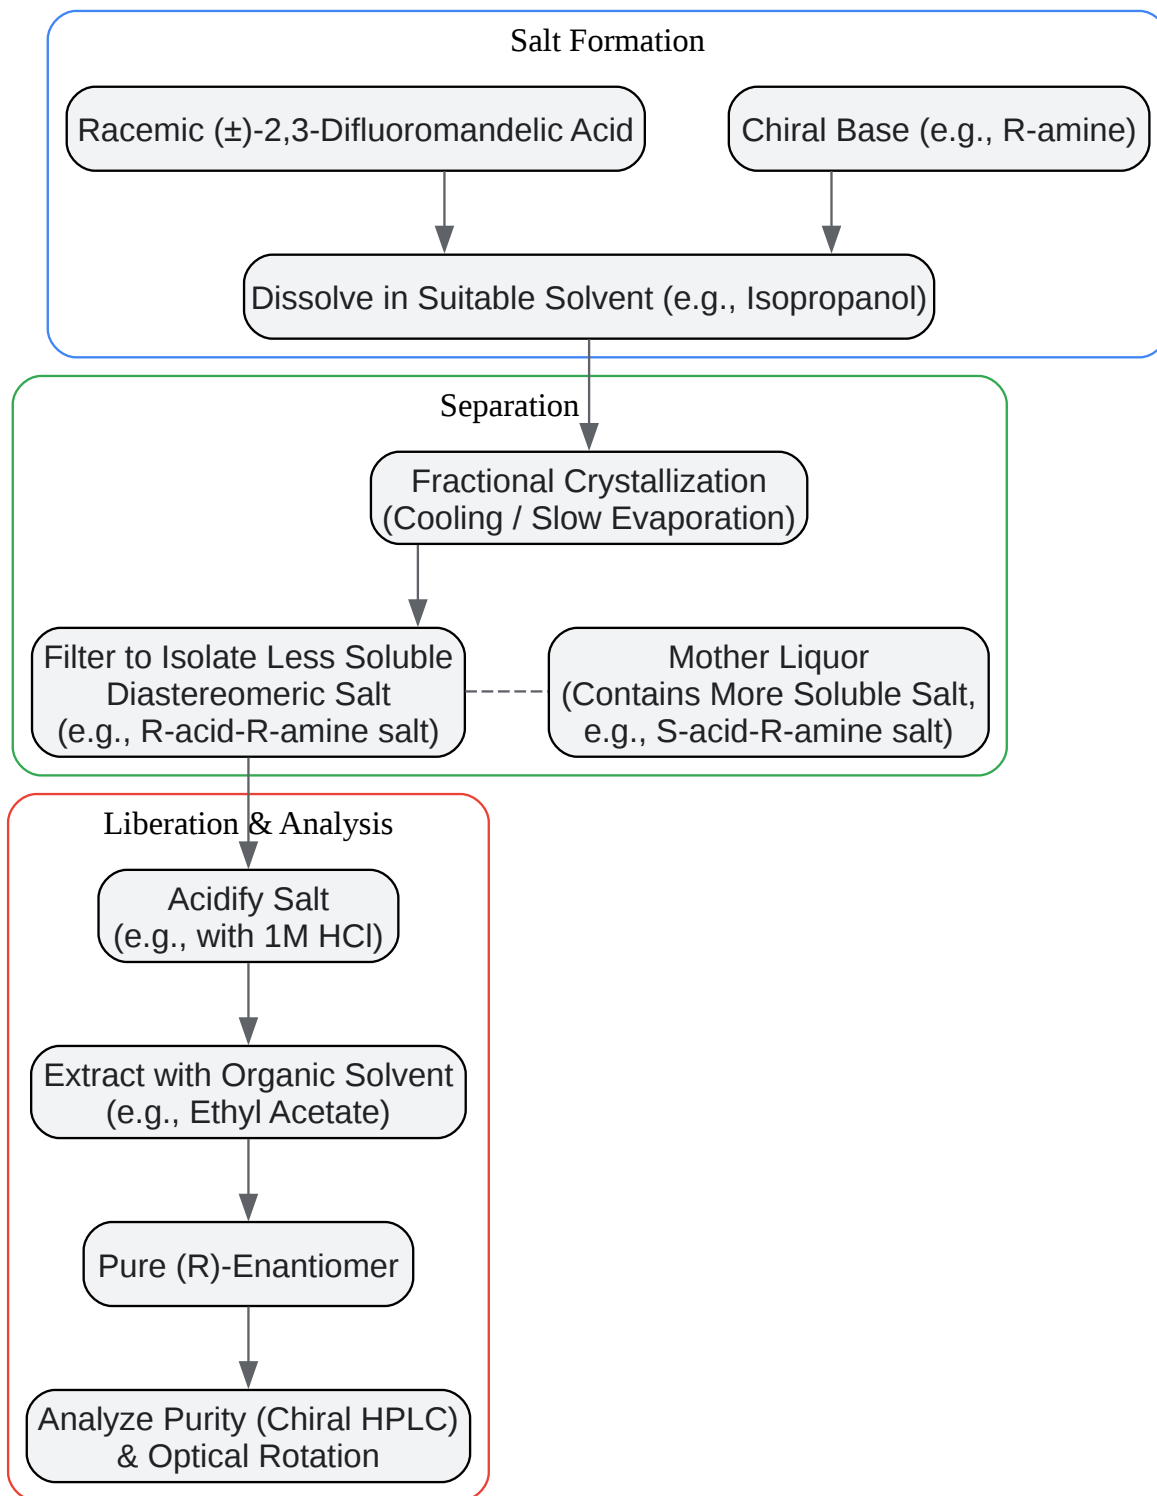 Salt Formation
Racemic (±)-2,3-Difluoromandelic Acid
Chiral Base (e.g., R-amine)
Dissolve in Suitable Solvent (e.g., Isopropanol)
Separation
Fractional Crystallization
(Cooling / Slow Evaporation)
Filter to Isolate Less Soluble
Diastereomeric Salt
(e.g., R-acid-R-amine salt)
Mother Liquor
(Contains More Soluble Salt,
e.g., S-acid-R-amine salt)
Liberation & Analysis
Acidify Salt
(e.g., with 1M HCl)
Extract with Organic Solvent
(e.g., Ethyl Acetate)
Pure (R)-Enantiomer
Analyze Purity (Chiral HPLC)
& Optical Rotation